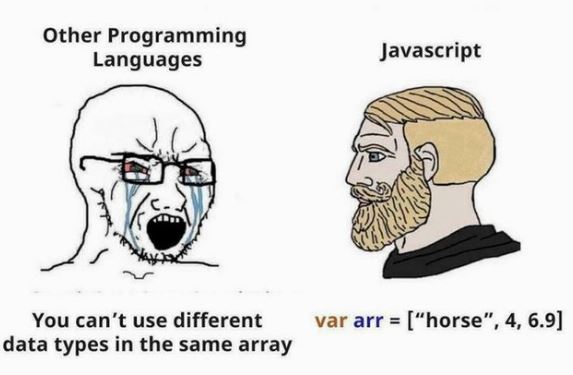 Other Programming
Languages
Javascript
You can't use different
data types in the same array
var arr = [“horse”, 4, 6.9]